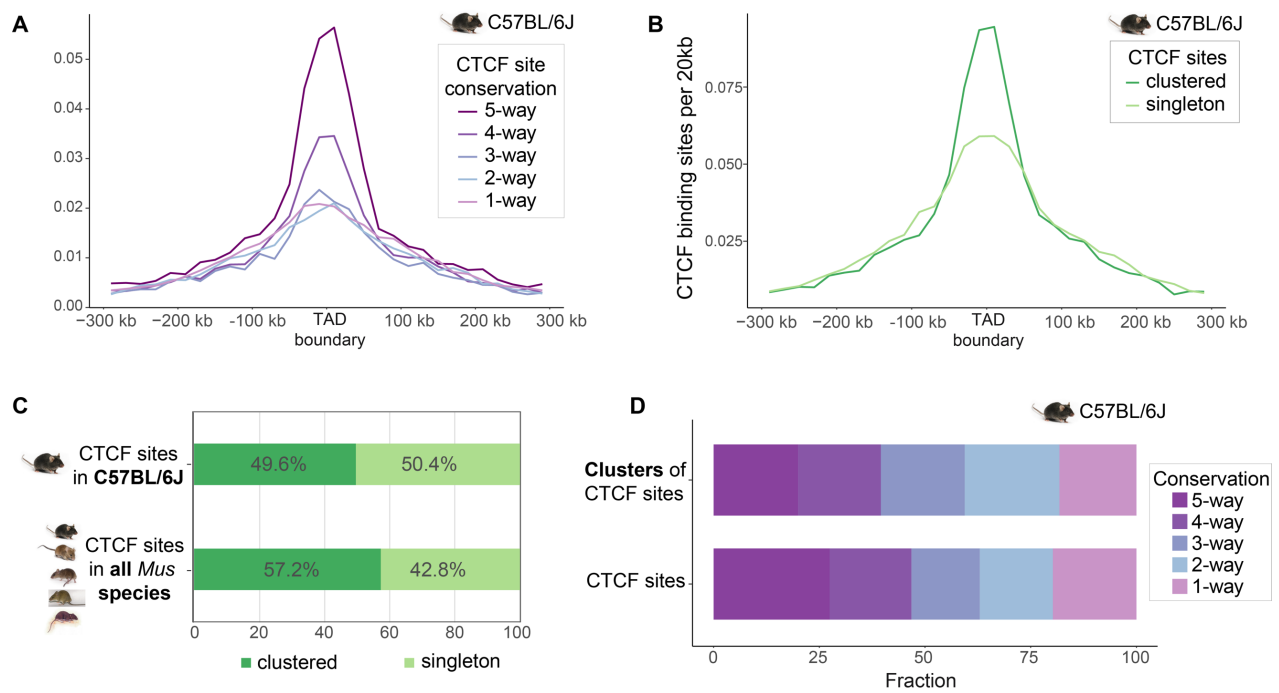 A
C57BL/6J
CTCF site
conservation
5-way
4-way
3-way
2-way
1-way
0.05
0.04
0.03
0.02
0.01
0.00
−300 kb
−200 kb
-100 kb
TAD
boundary
100 kb
200 kb
300 kb
B
C57BL/6J
CTCF sites
clustered
singleton
CTCF binding sites per 20kb
0.075
0.050
0.025
−300 kb
−200 kb
-100 kb
TAD
boundary
100 kb
200 kb
300 kb
C
CTCF sites
in C57BL/6J
49.6%
50.4%
CTCF sites
in all Mus
species
57.2%
42.8%
0
20
40
60
80
100
clustered
singleton
D
C57BL/6J
Clusters of
CTCF sites
CTCF sites
Conservation
5-way
4-way
3-way
2-way
1-way
0
25
50
75
100
Fraction